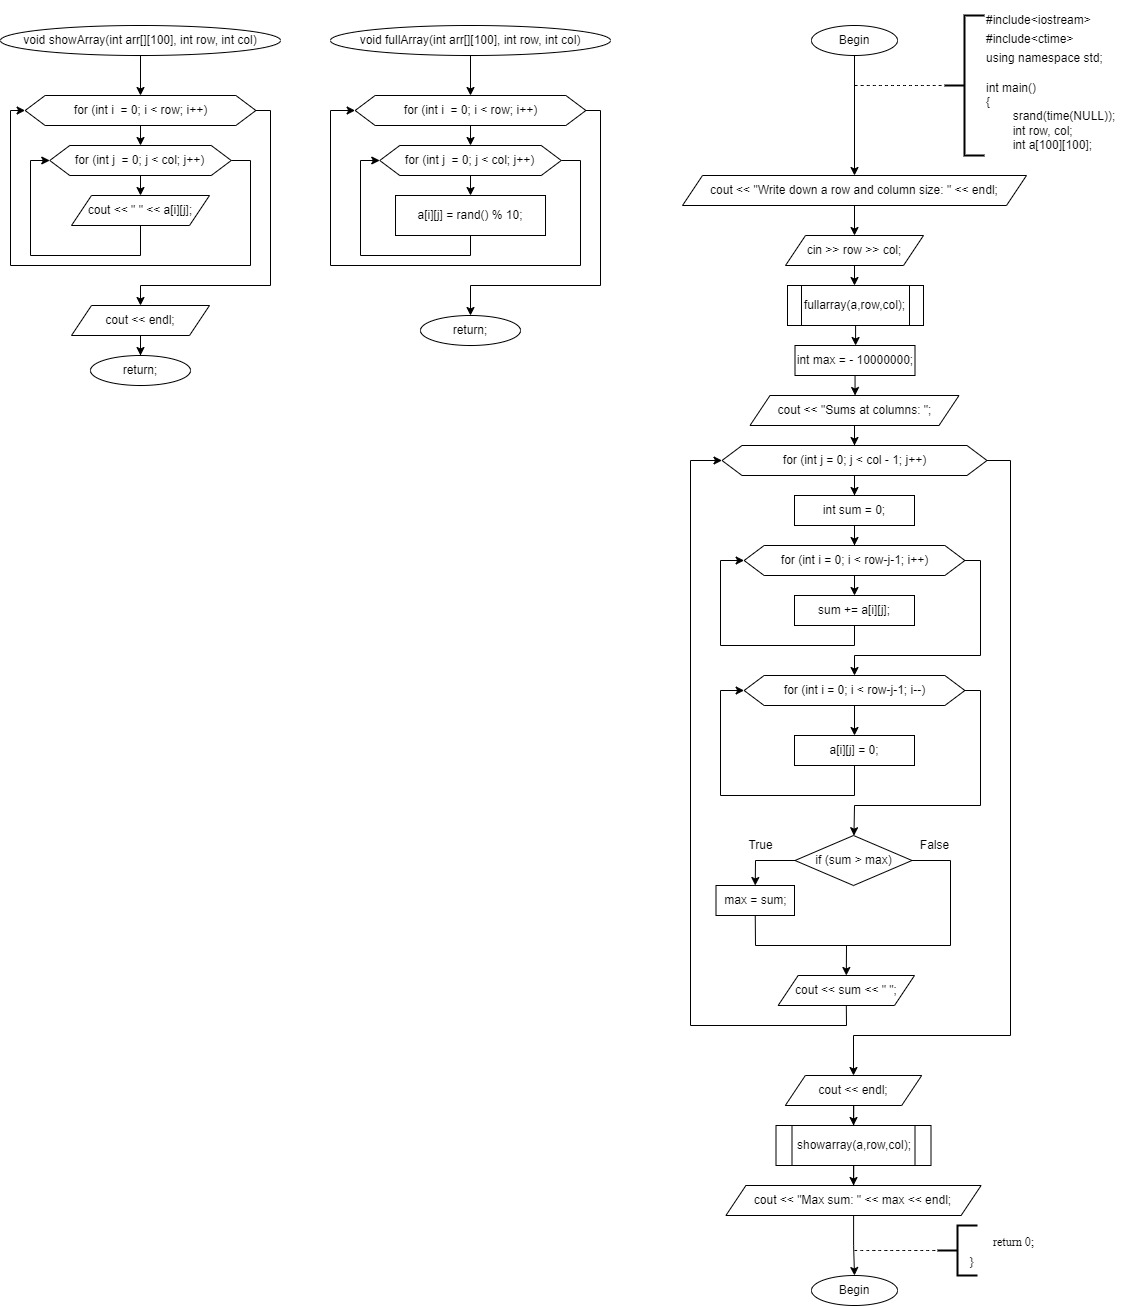 void showArray(int arr[][100], int row, int col)
for (int i  = 0; i < row; i++)
for (int j  = 0; j < col; j++)
cout << " " << a[i][j];
cout << endl;
return;
void fullArray(int arr[][100], int row, int col)
for (int i  = 0; i < row; i++)
for (int j  = 0; j < col; j++)
a[i][j] = rand() % 10;
return;
Begin
#include<iostream>
#include<ctime>
using namespace std;
int main()
{
srand(time(NULL));
int row, col;
int a[100][100];
cout << "Write down a row and column size: " << endl;
cin >> row >> col;
fullarray(a,row,col);
int max = - 10000000;
cout << "Sums at columns: ";
for (int j = 0; j < col - 1; j++)
int sum = 0;
for (int i = 0; i < row-j-1; i++)
sum += a[i][j];
for (int i = 0; i < row-j-1; i--)
a[i][j] = 0;
if (sum > max)
True
False
max = sum;
cout << sum << " ";
cout << endl;
showarray(a,row,col);
cout << "Max sum: " << max << endl;
return 0;
}
Begin